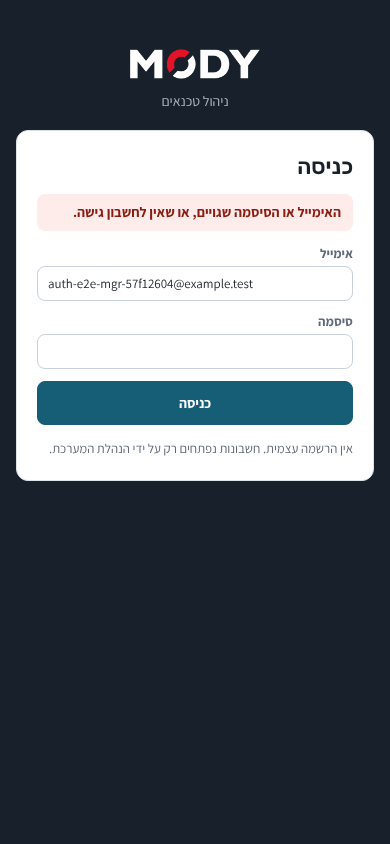 MODY
ניהול טכנאים
כניסה
האימייל או הסיסמה שגויים, או שאין לחשבון גישה.
אימייל
auth-e2e-mgr-57f12604@example.test
סיסמה
כניסה
אין הרשמה עצמית. חשבונות נפתחים רק על ידי הנהלת המערכת.